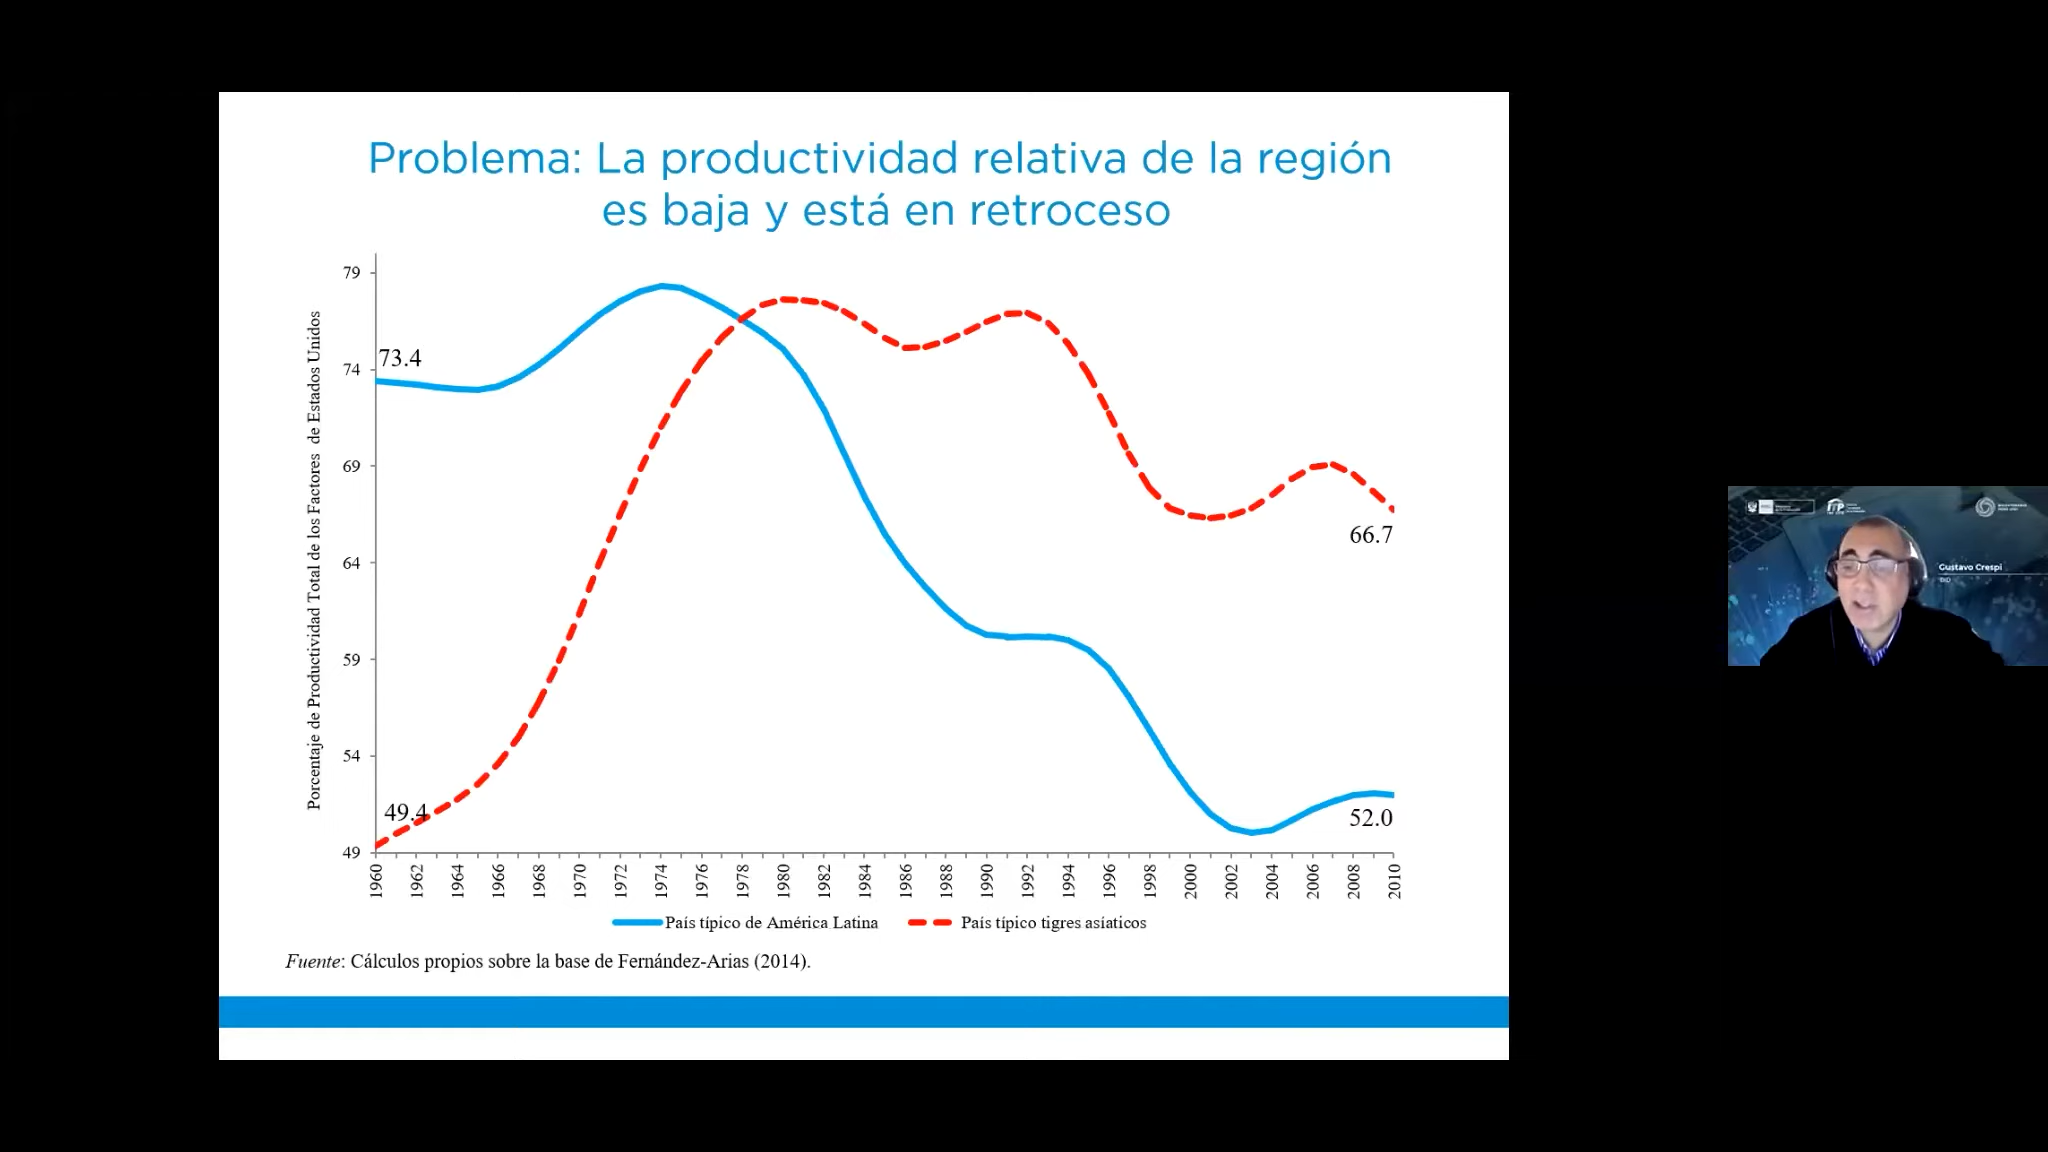 Problema: La productividad relativa de la región
es baja y está en retroceso
Porcentaje de Productividad Total de los Factores de Estados Unidos
79
74
69
64
59
54
49
73.4
49.4
66.7
52.0
1960 1962 1964 1966 1968 1970 1972 1974 1976 1978 1980 1982 1984 1986 1988 1990 1992 1994 1996 1998 2000 2002 2004 2006 2008 2010
País típico de América Latina País típico tigres asíaticos
Fuente: Cálculos propios sobre la base de Fernández-Arias (2014).
Gustavo Crespi
BID